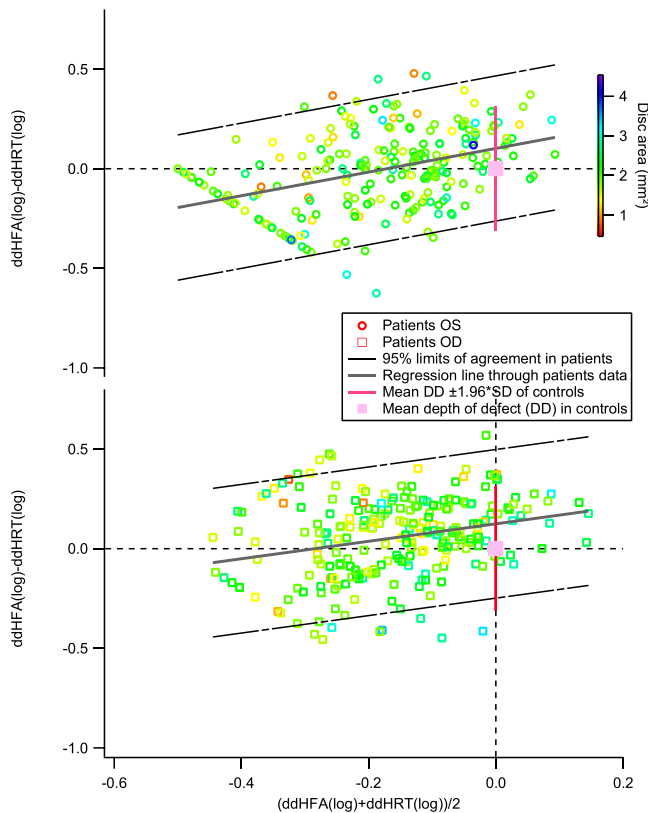 0.5
0.0
-0.5
-1.0
ddHFA(log)-ddHRT(log)
4
3
2
1
Disc area (mm²)
Patients OS
Patients OD
95% limits of agreement in patients
Regression line through patients data
Mean DD ±1.96*SD of controls
Mean depth of defect (DD) in controls
0.5
0.0
-0.5
-1.0
ddHFA(log)-ddHRT(log)
-0.6
-0.4
-0.2
0.0
0.2
(ddHFA(log)+ddHRT(log))/2